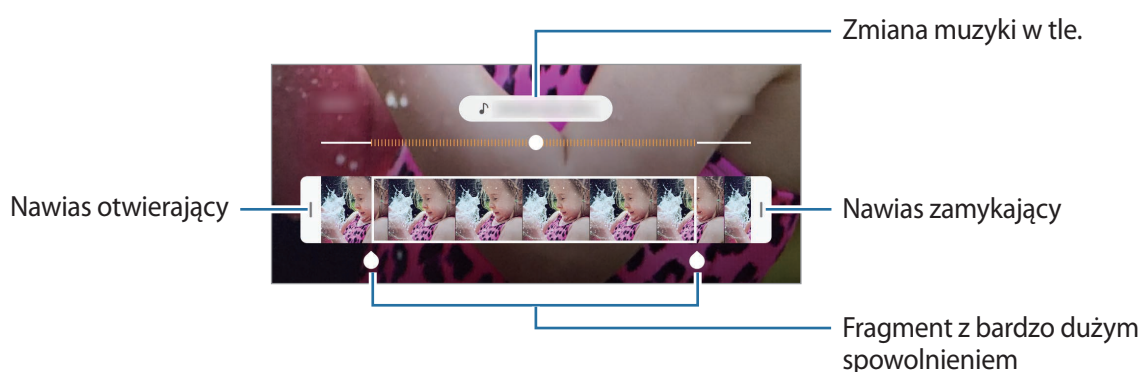 Zmiana muzyki w tle.
Nawias otwierający
Nawias zamykający
Fragment z bardzo dużym
spowolnieniem